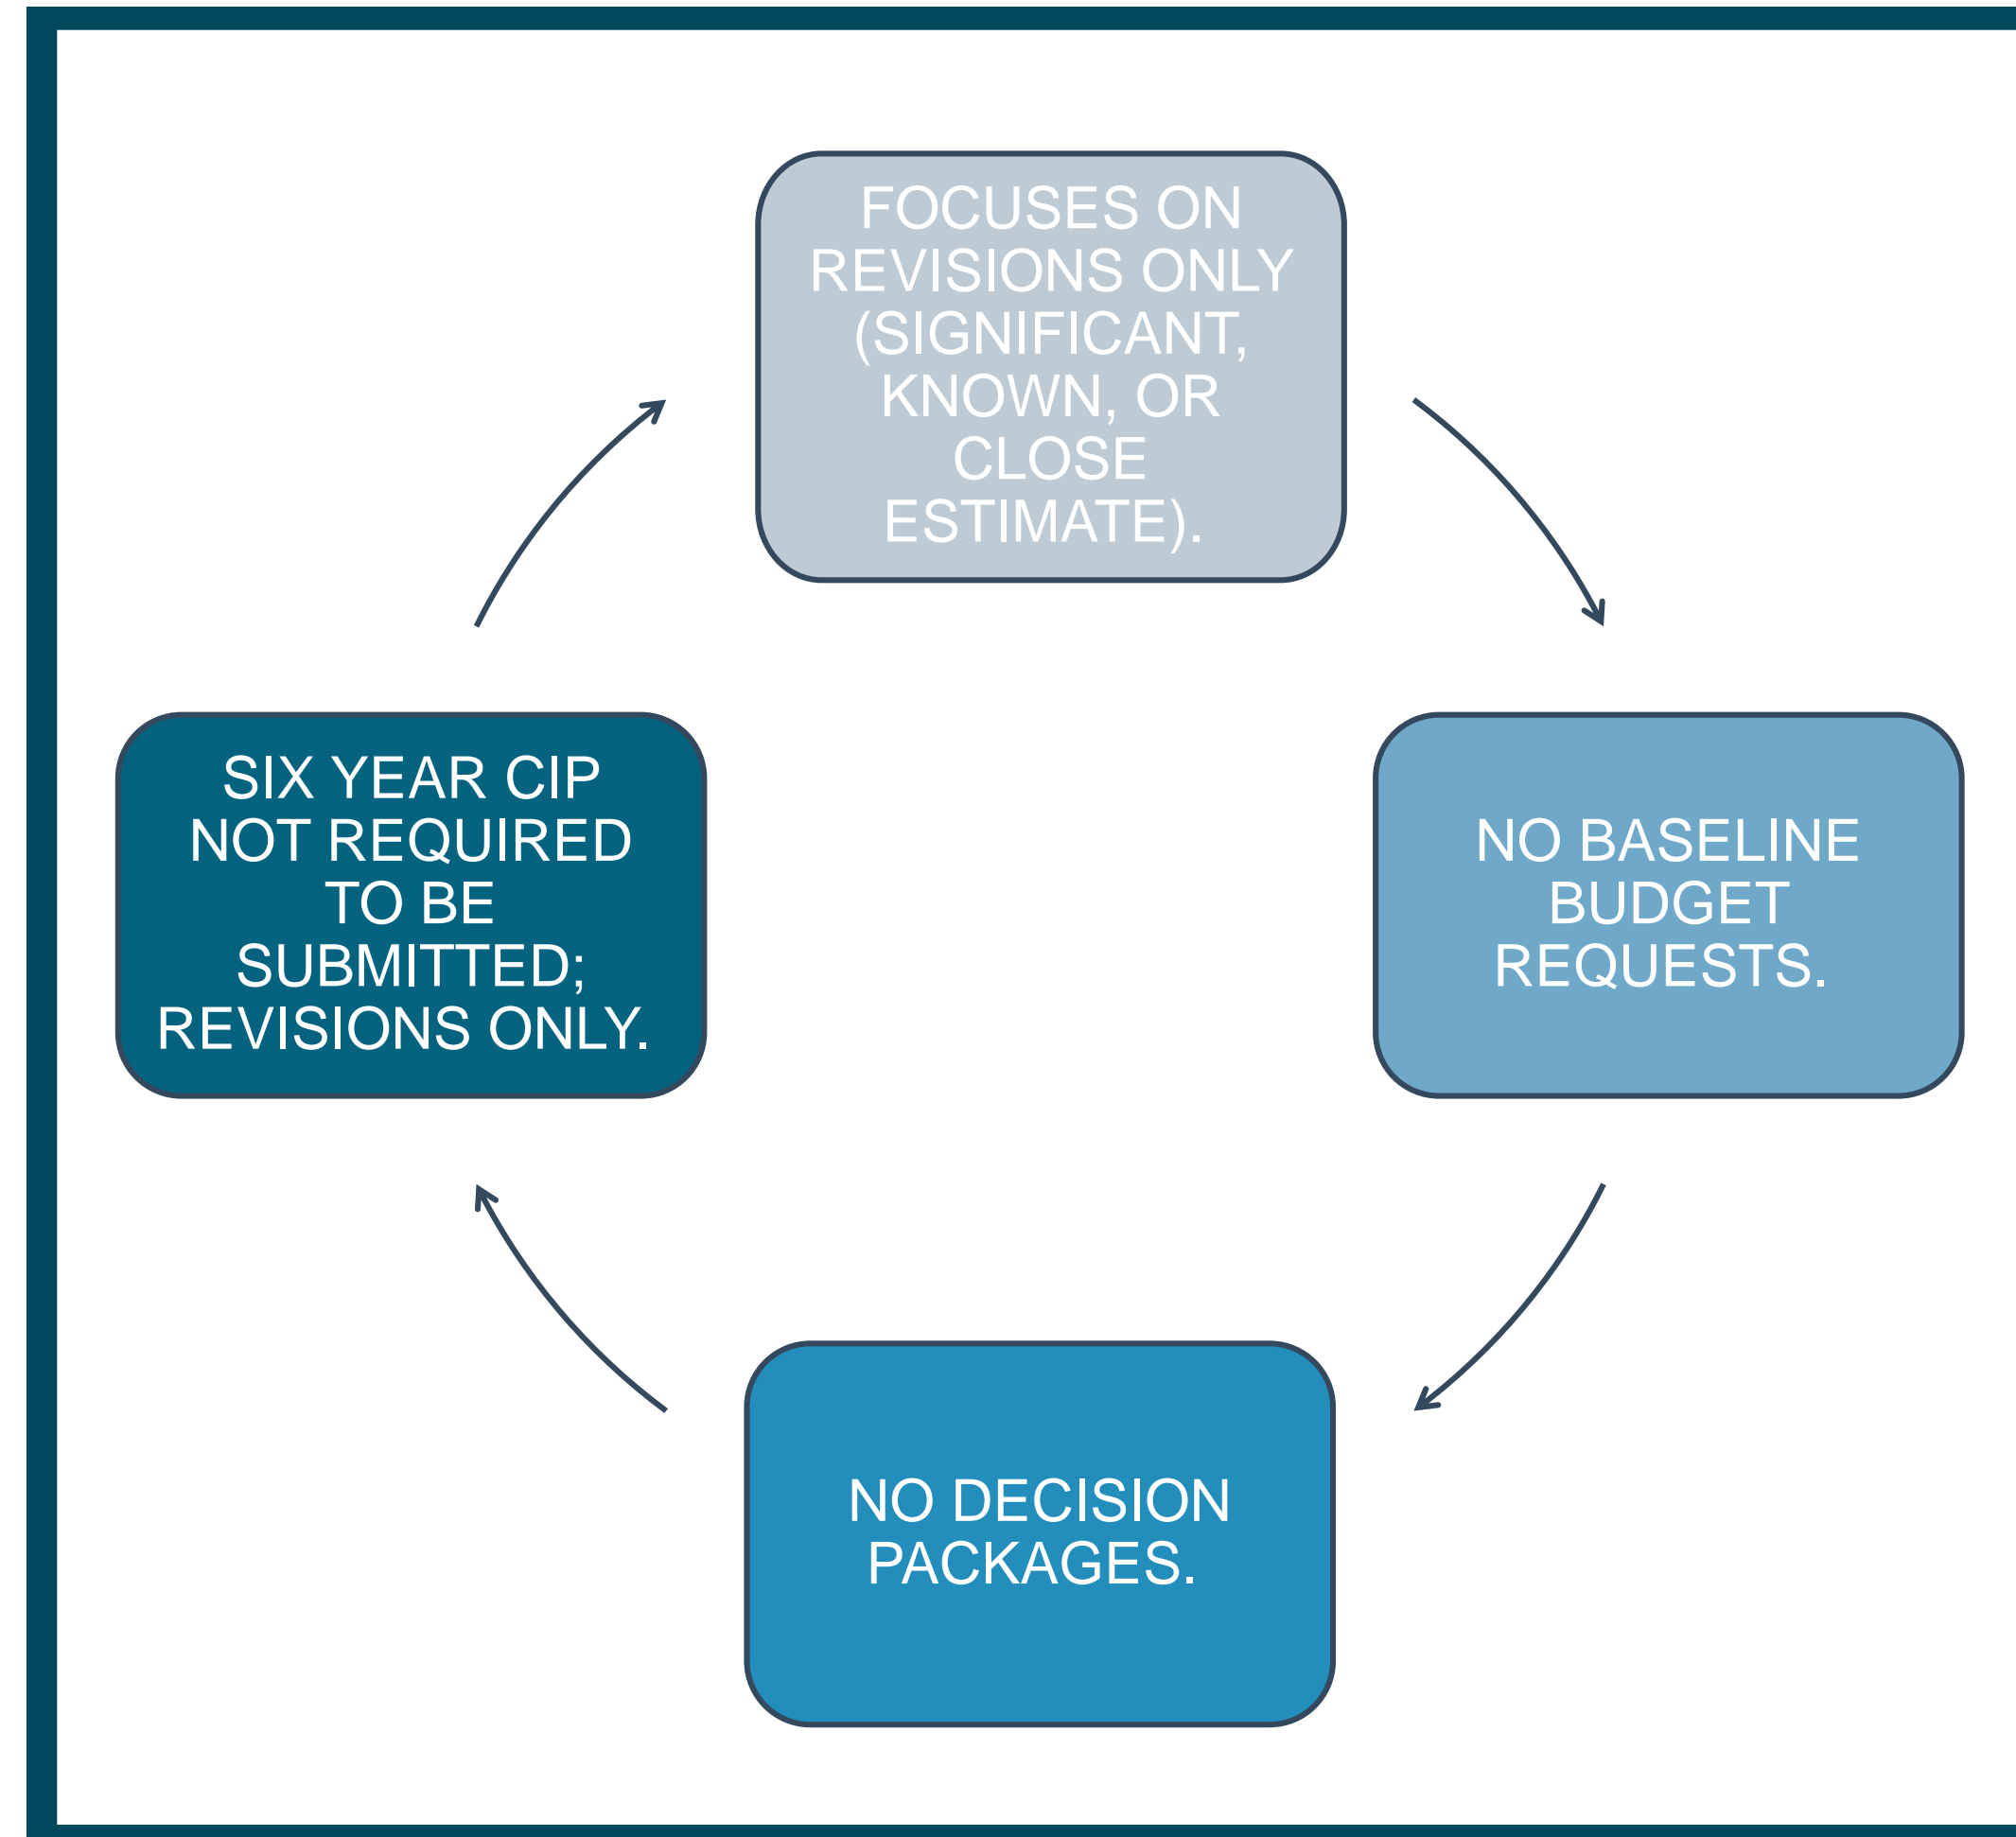 FOCUSES ON
REVISIONS ONLY
(SIGNIFICANT,
KNOWN, OR
CLOSE
ESTIMATE).
NO BASELINE
BUDGET
REQUESTS.
NO DECISION
PACKAGES.
SIX YEAR CIP
NOT REQUIRED
TO BE
SUBMITTED;
REVISIONS ONLY.